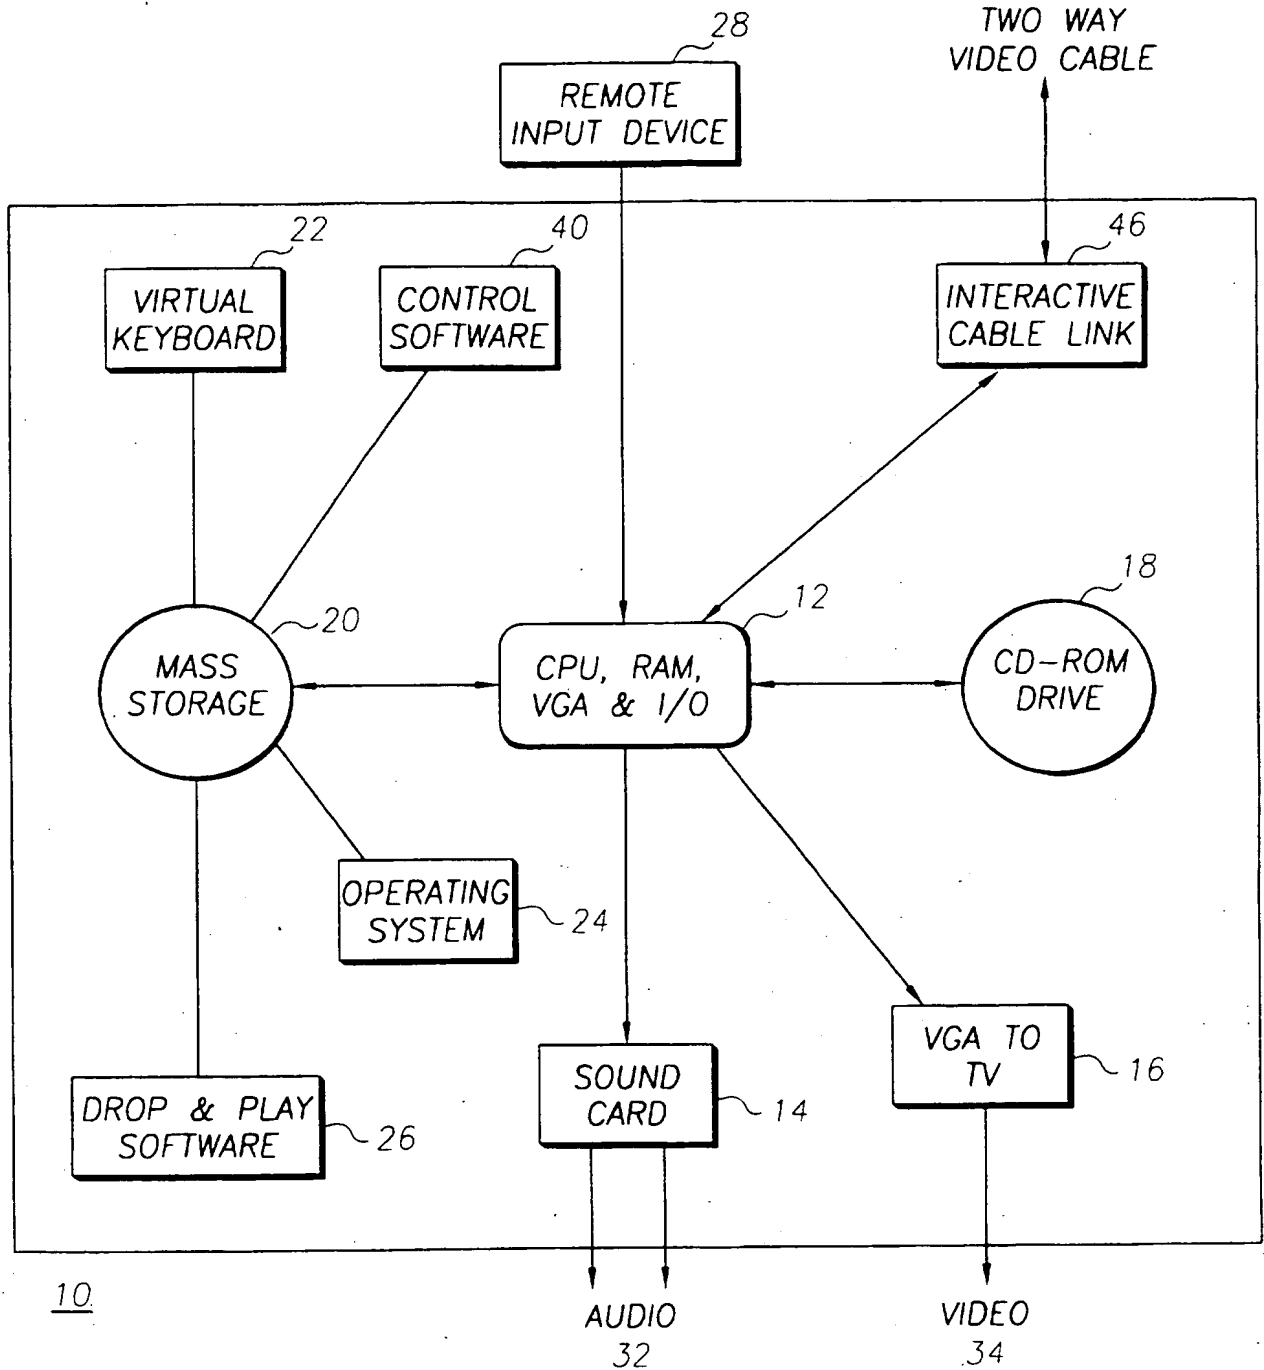 28
REMOTE
INPUT DEVICE
TWO WAY
VIDEO CABLE
22
VIRTUAL
KEYBOARD
40
CONTROL
SOFTWARE
46
INTERACTIVE
CABLE LINK
20
MASS
STORAGE
12
CPU, RAM,
VGA & I/O
18
CD-ROM
DRIVE
OPERATING
SYSTEM
24
DROP & PLAY
SOFTWARE
26
SOUND
CARD
14
VGA TO
TV
16
10
AUDIO
32
VIDEO
34